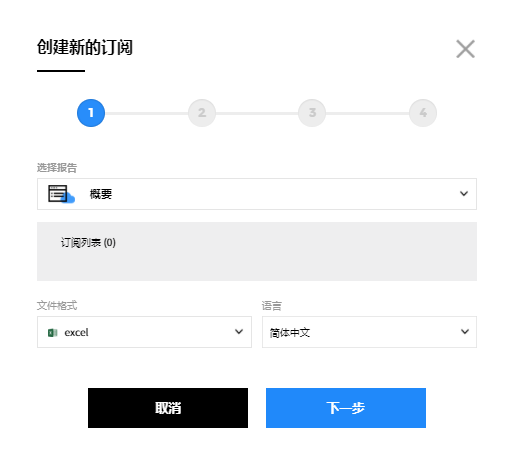 创建新的订阅
1 2 3 4
选择报告
概要
订阅列表 (0)
文件格式 语言
excel 简体中文
取消 下一步